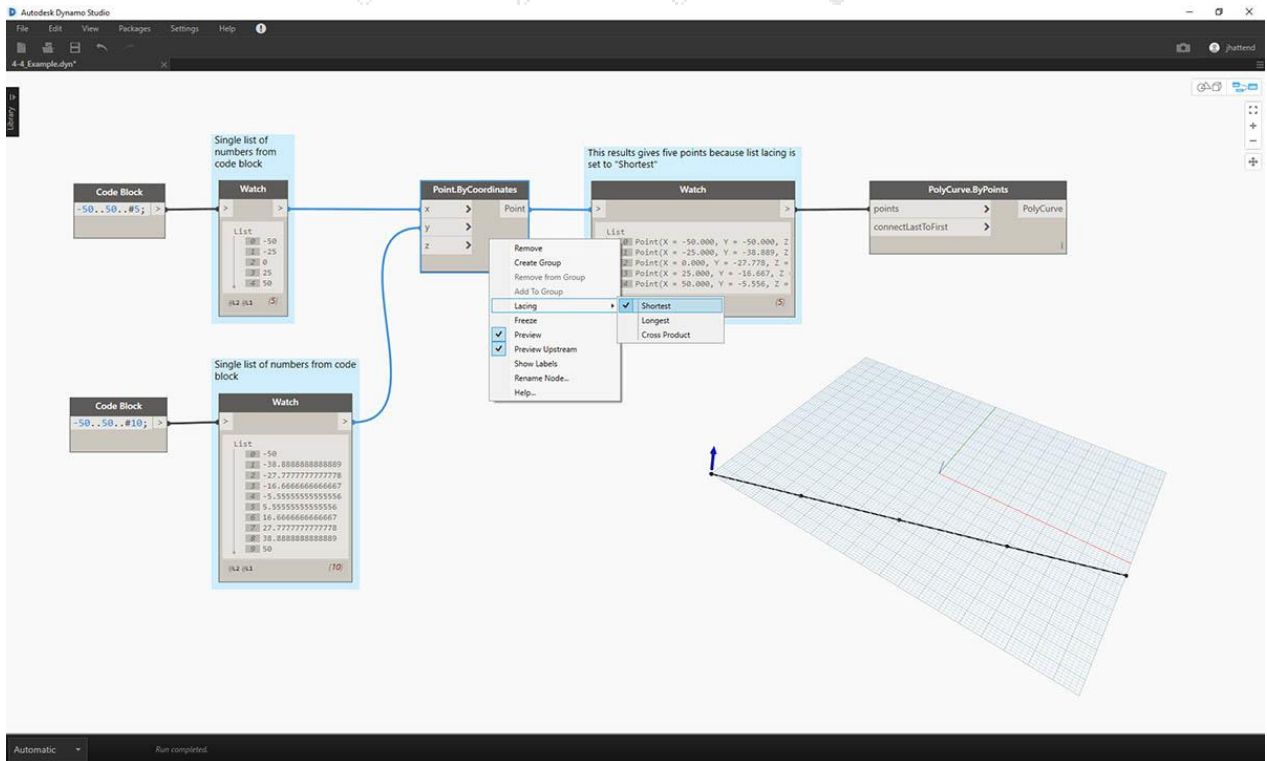 Autodesk Dynamo Studio
File Edit View Packages Settings Help
jhattend
4-4_Example.dyn*
Library
Single list of
numbers from
code block
Code Block
-50..50..#5; >
Watch
> >
List
0 -50
1 -25
2 0
3 25
4 50
@L2 @L1 {5}
Point.ByCoordinates
x > Point
y >
z >
This results gives five points because list lacing is
set to "Shortest"
Watch
> >
List
0 Point(X = -50.000, Y = -50.000, Z
1 Point(X = -25.000, Y = -38.889, Z
2 Point(X = 0.000, Y = -27.778, Z =
3 Point(X = 25.000, Y = -16.667, Z
4 Point(X = 50.000, Y = -5.556, Z =
{5}
PolyCurve.ByPoints
points > PolyCurve
connectLastToFirst >
Remove
Create Group
Remove from Group
Add To Group
Lacing
Freeze
Preview
Preview Upstream
Show Labels
Rename Node...
Help...
Shortest
Longest
Cross Product
Single list of numbers from code
block
Code Block
-50..50..#10; >
Watch
> >
List
0 -50
1 -38.8888888888889
2 -27.7777777777778
3 -16.6666666666667
4 -5.55555555555556
5 5.55555555555556
6 16.6666666666667
7 27.7777777777778
8 38.8888888888889
9 50
@L2 @L1 {10}
Automatic
Run completed.